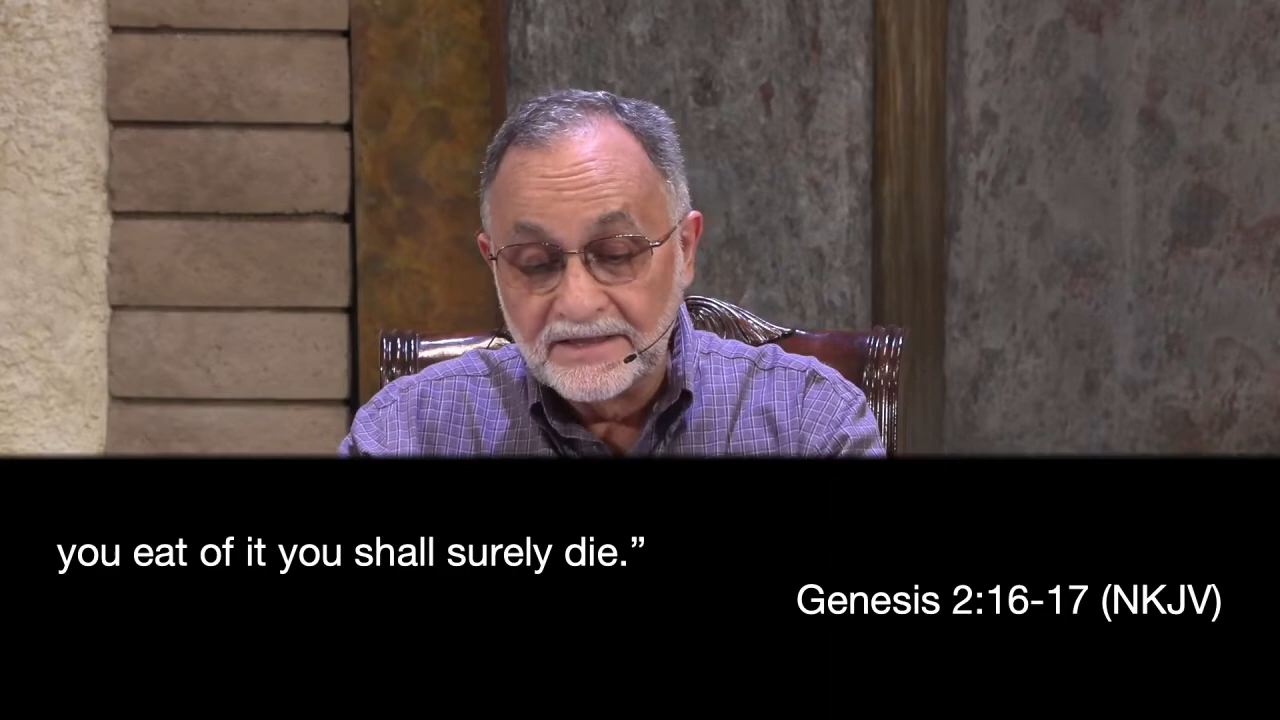 you eat of it you shall surely die.”
Genesis 2:16-17 (NKJV)